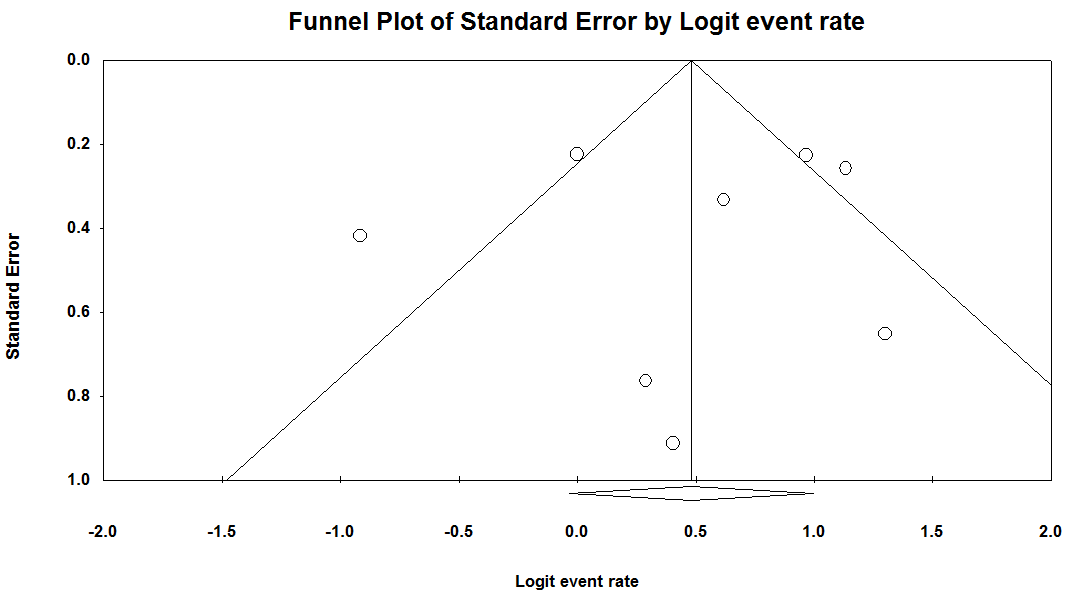 Funnel Plot of Standard Error by Logit event rate
0.0
0.2
0.4
0.6
0.8
1.0
Standard Error
-2.0 -1.5 -1.0 -0.5 0.0 0.5 1.0 1.5 2.0
Logit event rate